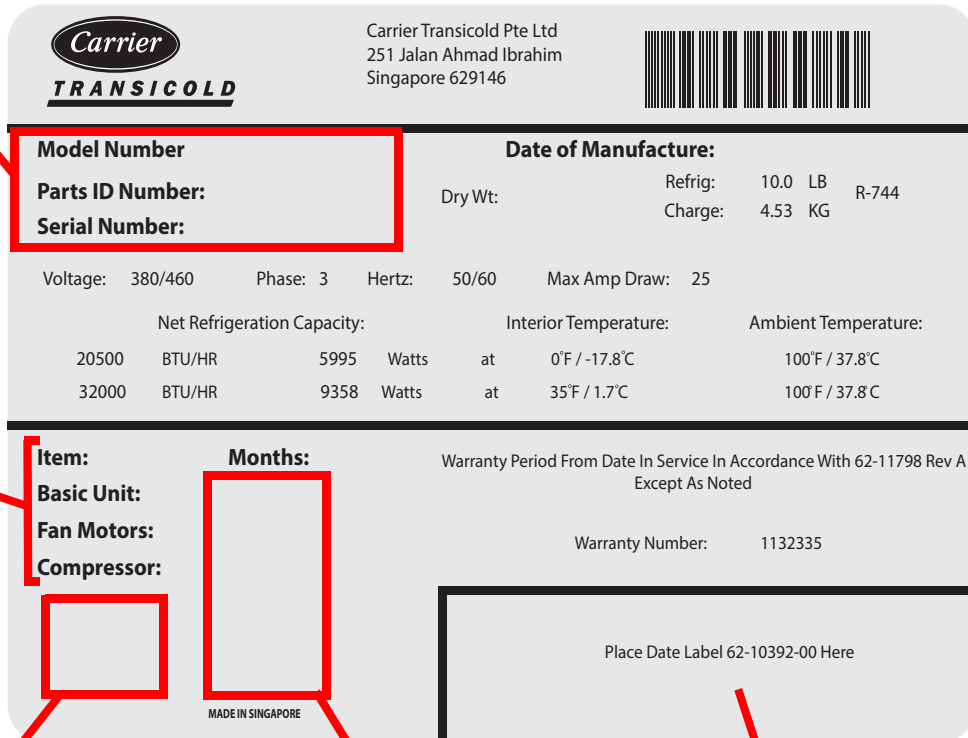 Carrier
TRANSICOLD
Carrier Transicold Pte Ltd
251 Jalan Ahmad Ibrahim
Singapore 629146
Model Number
Parts ID Number:
Serial Number:
Date of Manufacture:
Dry Wt:
Refrig: 10.0 LB
Charge: 4.53 KG
R-744
Voltage: 380/460 Phase: 3 Hertz: 50/60 Max Amp Draw: 25
Net Refrigeration Capacity: Interior Temperature: Ambient Temperature:
20500 BTU/HR 5995 Watts at 0°F / -17.8°C 100°F / 37.8°C
32000 BTU/HR 9358 Watts at 35°F / 1.7°C 100°F / 37.8°C
Item: Months:
Basic Unit:
Fan Motors:
Compressor:
MADE IN SINGAPORE
Warranty Period From Date In Service In Accordance With 62-11798 Rev A
Except As Noted
Warranty Number: 1132335
Place Date Label 62-10392-00 Here